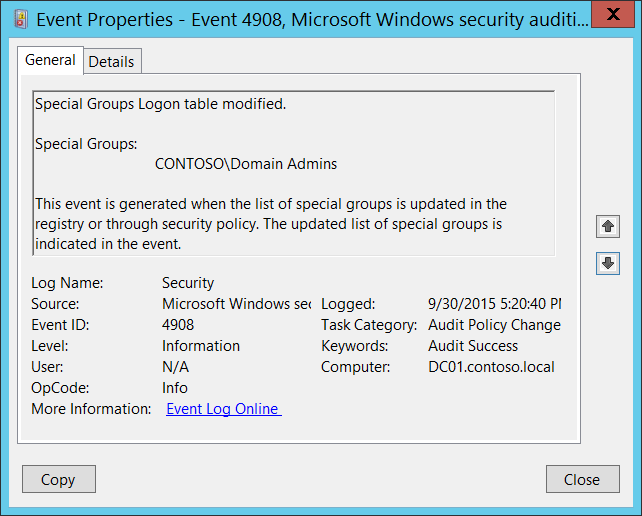 Event Properties - Event 4908, Microsoft Windows security auditi...
X
General Details
Special Groups Logon table modified.
Special Groups:
CONTOSO\Domain Admins
This event is generated when the list of special groups is updated in the
registry or through security policy. The updated list of special groups is
indicated in the event.
Log Name: Security
Source: Microsoft Windows sec Logged: 9/30/2015 5:20:40 PM
Event ID: 4908 Task Category: Audit Policy Change
Level: Information Keywords: Audit Success
User: N/A Computer: DC01.contoso.local
OpCode: Info
More Information: Event Log Online
Copy Close